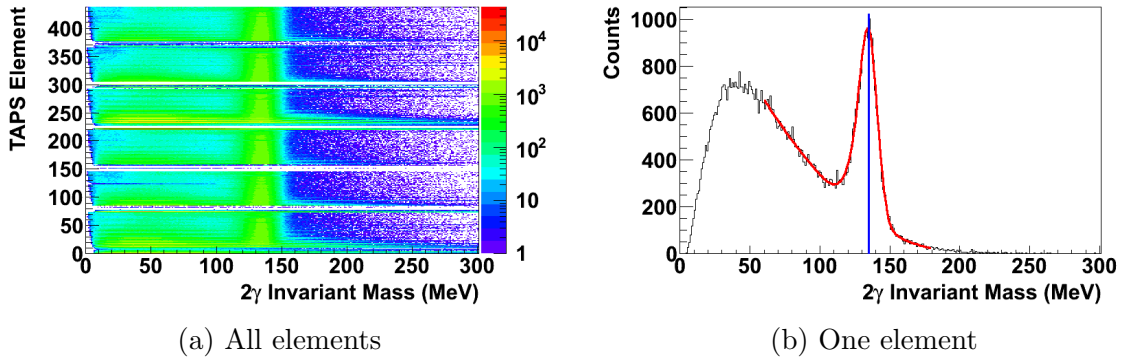 TAPS Element
400
350
300
250
200
150
100
50
0
0 50 100 150 200 250 300
2γ Invariant Mass (MeV)
10⁴
10³
10²
10
1
(a) All elements
Counts
1000
800
600
400
200
0
0 50 100 150 200 250 300
2γ Invariant Mass (MeV)
(b) One element